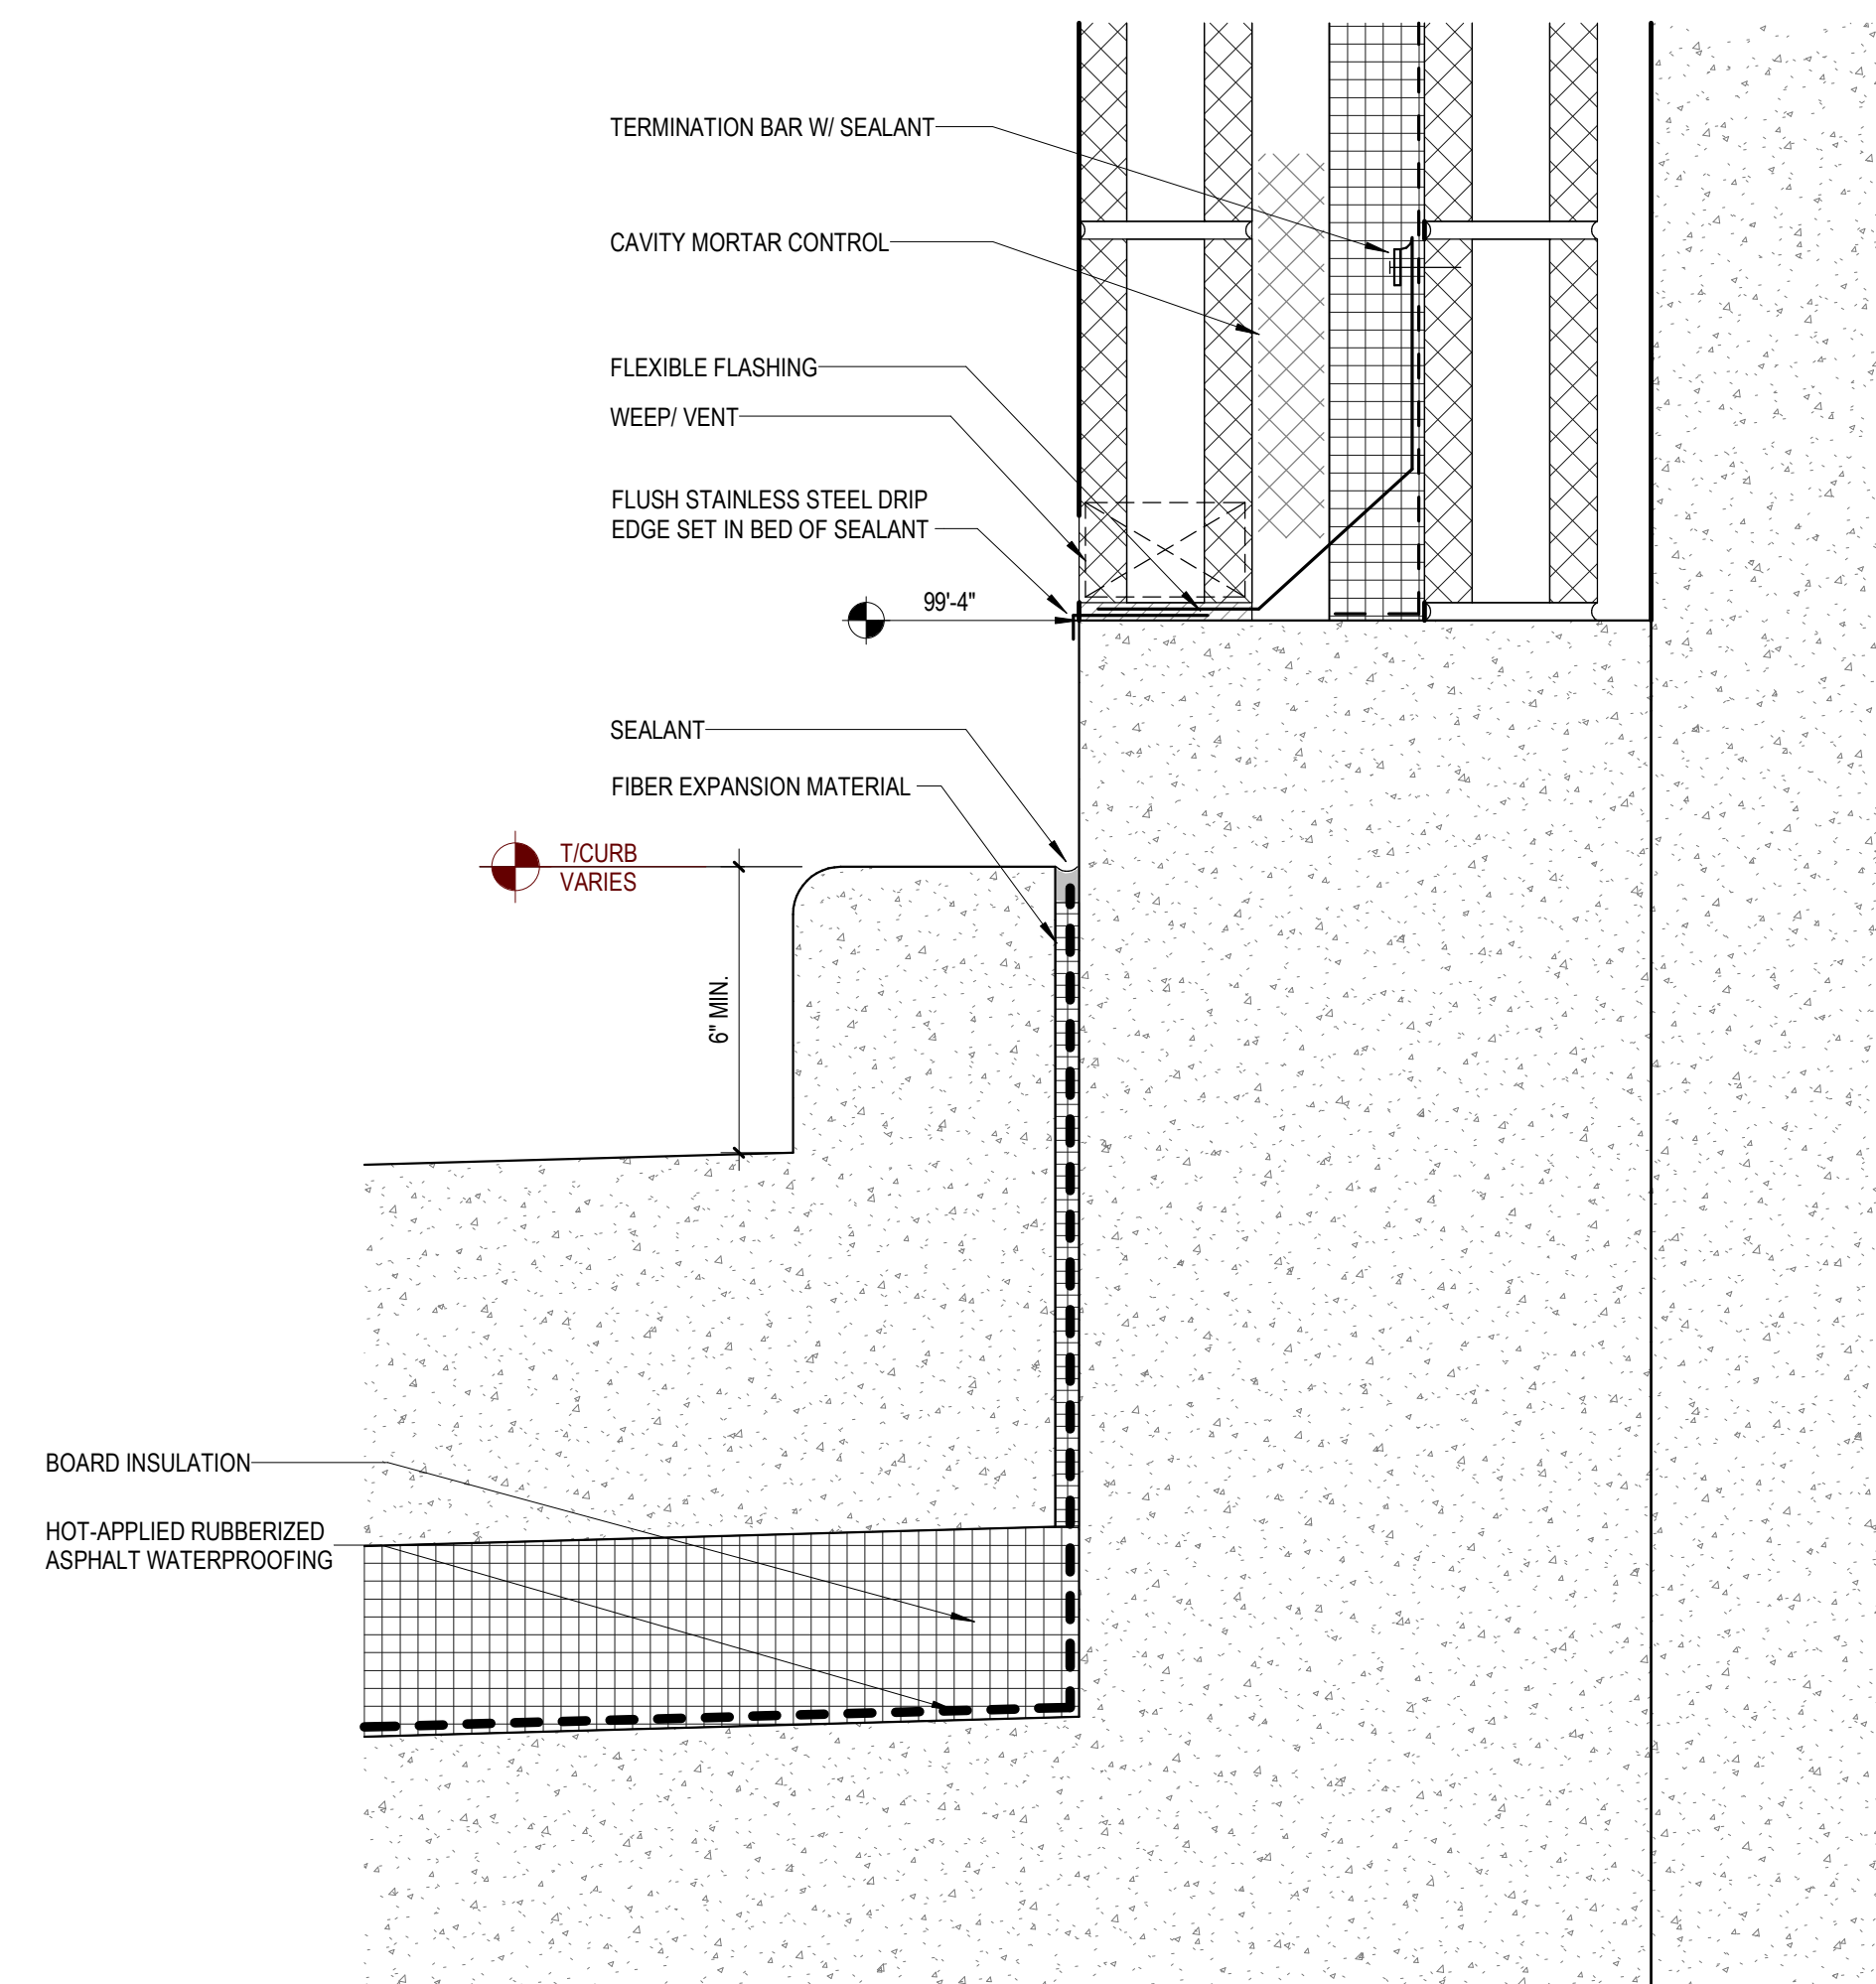 TERMINATION BAR W/ SEALANT
CAVITY MORTAR CONTROL
FLEXIBLE FLASHING
WEEP/ VENT
FLUSH STAINLESS STEEL DRIP
EDGE SET IN BED OF SEALANT
99'-4"
SEALANT
FIBER EXPANSION MATERIAL
T/CURB
VARIES
6" MIN.
BOARD INSULATION
HOT-APPLIED RUBBERIZED
ASPHALT WATERPROOFING